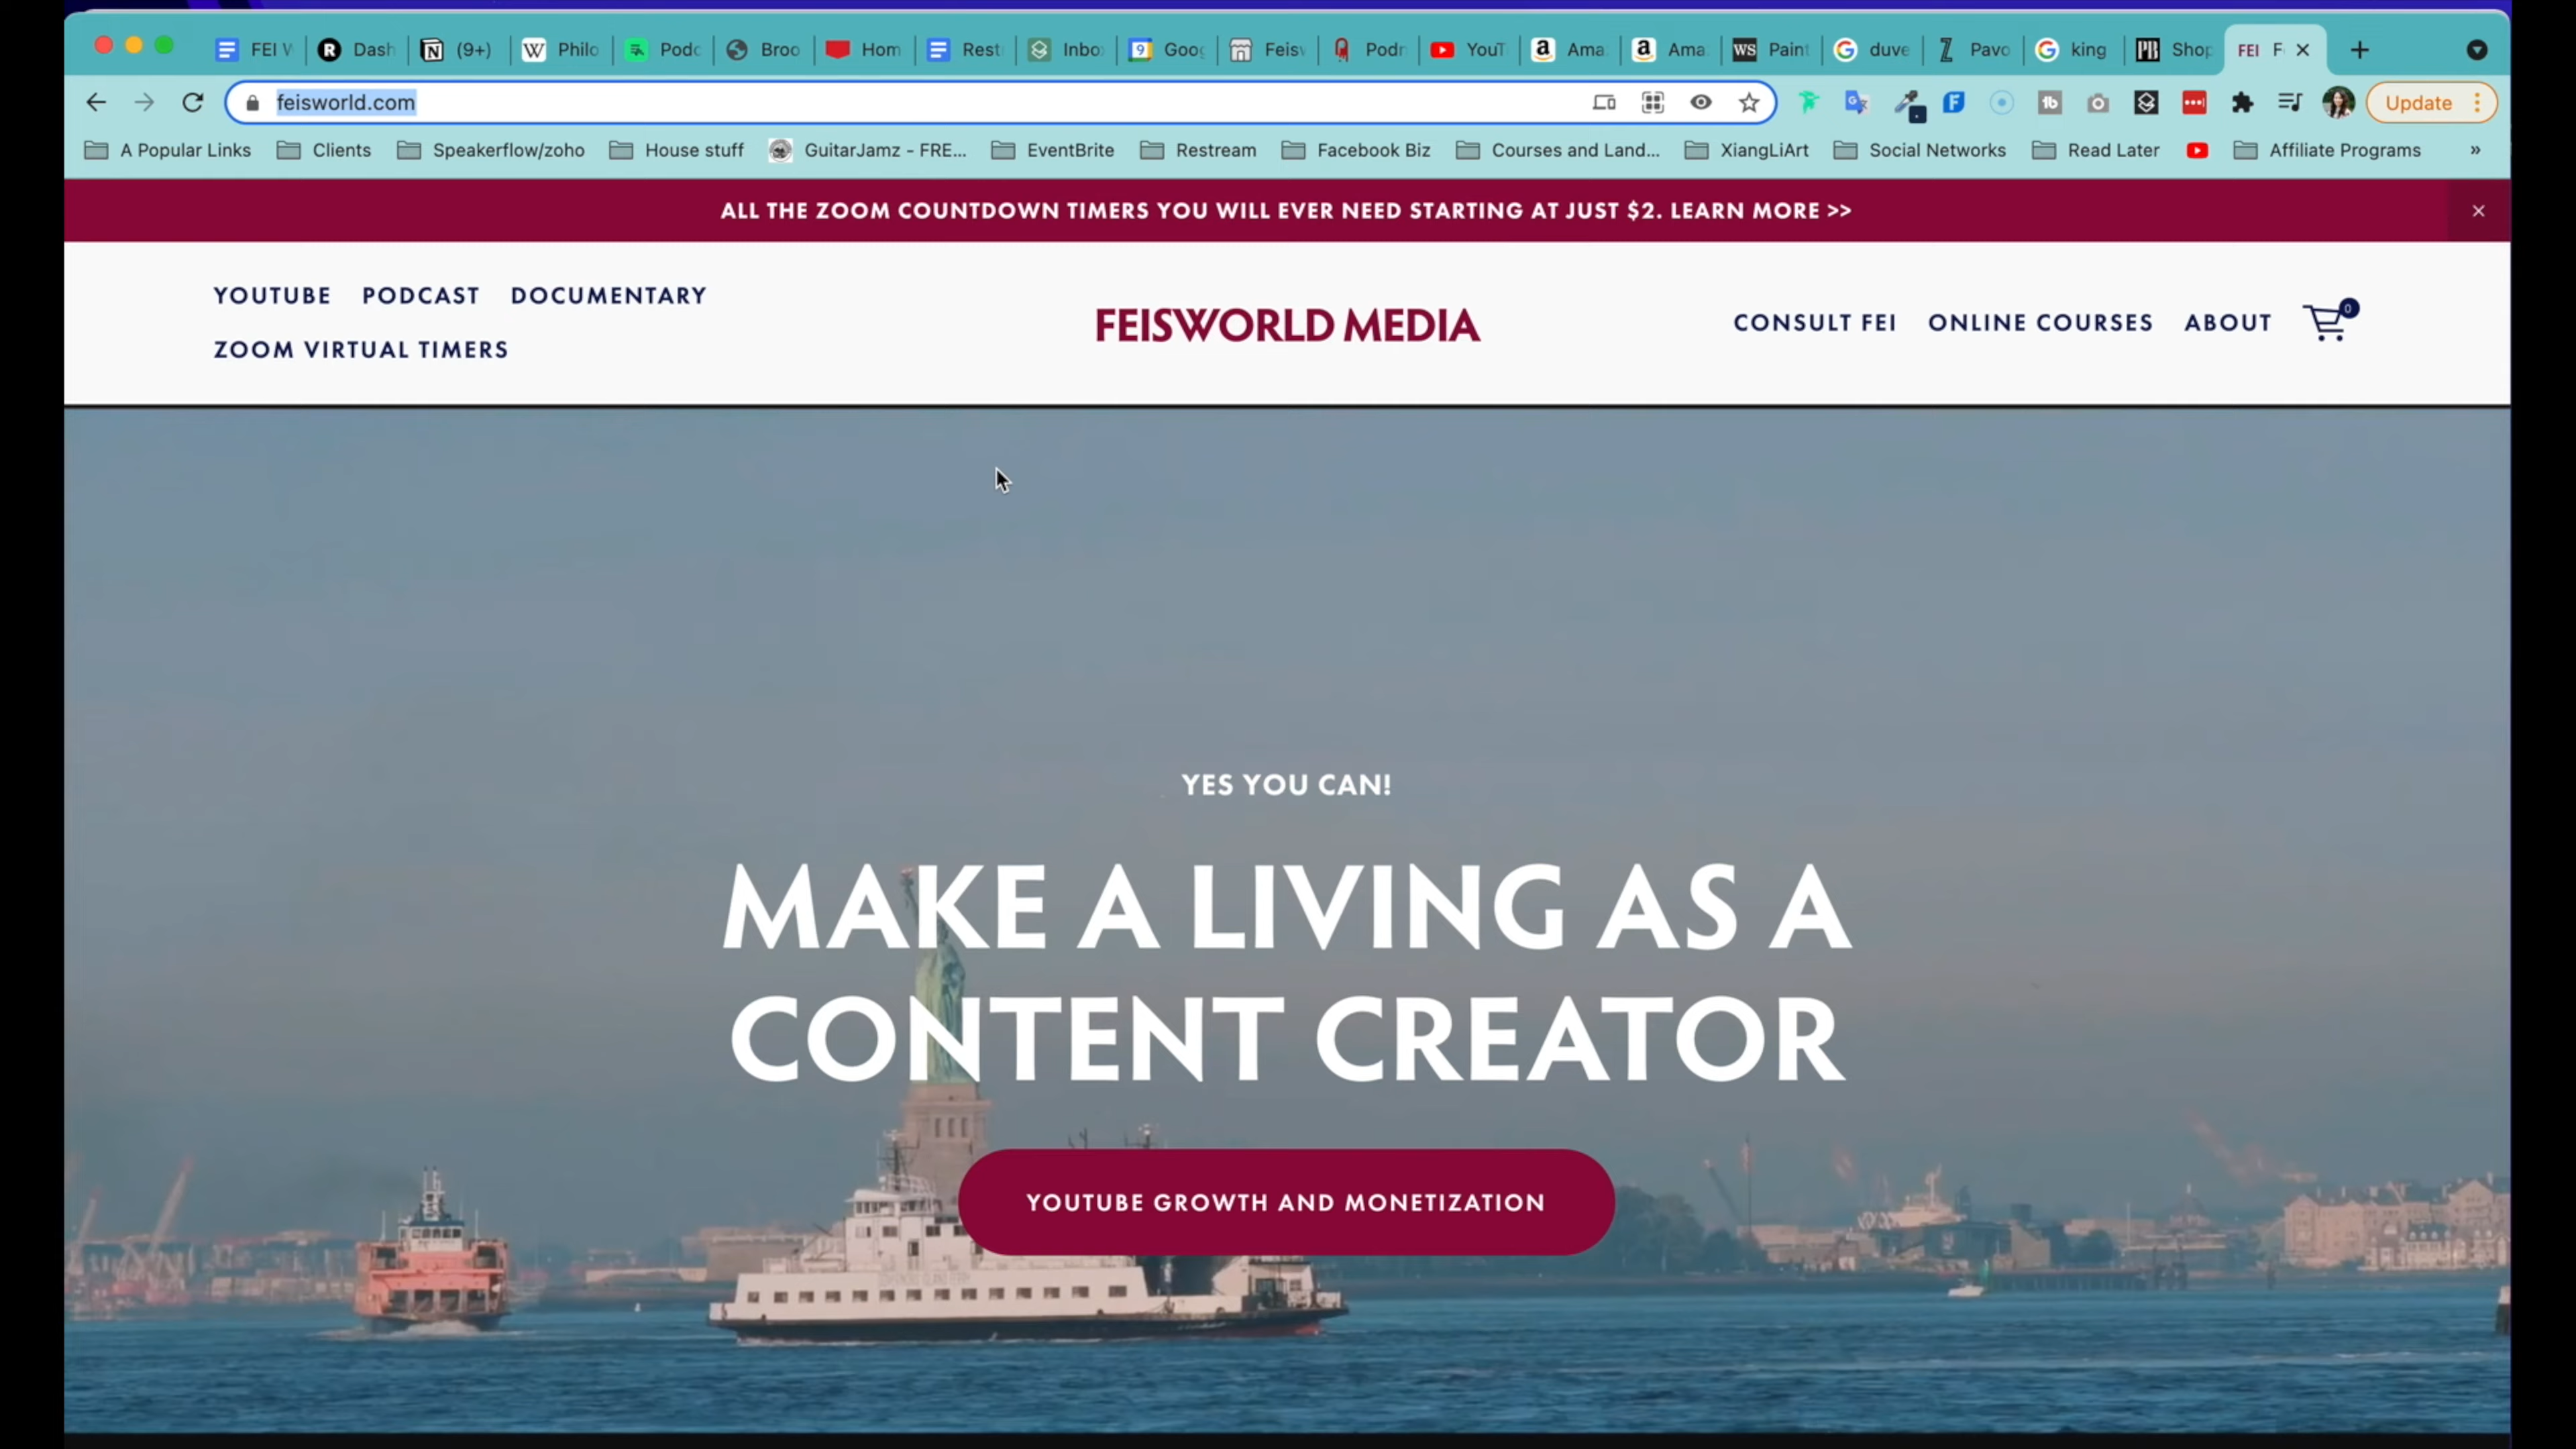 FEI W Dash (9+) Philo Podc Broo Hom Rest Inbo Goog Feisw Podn YouT Ama Ama WS Paint duve Pavo king PB Shop FEI F
feisworld.com Update
A Popular Links Clients Speakerflow/zoho House stuff GuitarJamz - FRE... EventBrite Restream Facebook Biz Courses and Land... XiangLiArt Social Networks Read Later Affiliate Programs »
ALL THE ZOOM COUNTDOWN TIMERS YOU WILL EVER NEED STARTING AT JUST $2. LEARN MORE >>
YOUTUBE PODCAST DOCUMENTARY
ZOOM VIRTUAL TIMERS
FEISWORLD MEDIA
CONSULT FEI ONLINE COURSES ABOUT 0
YES YOU CAN!
MAKE A LIVING AS A
CONTENT CREATOR
YOUTUBE GROWTH AND MONETIZATION